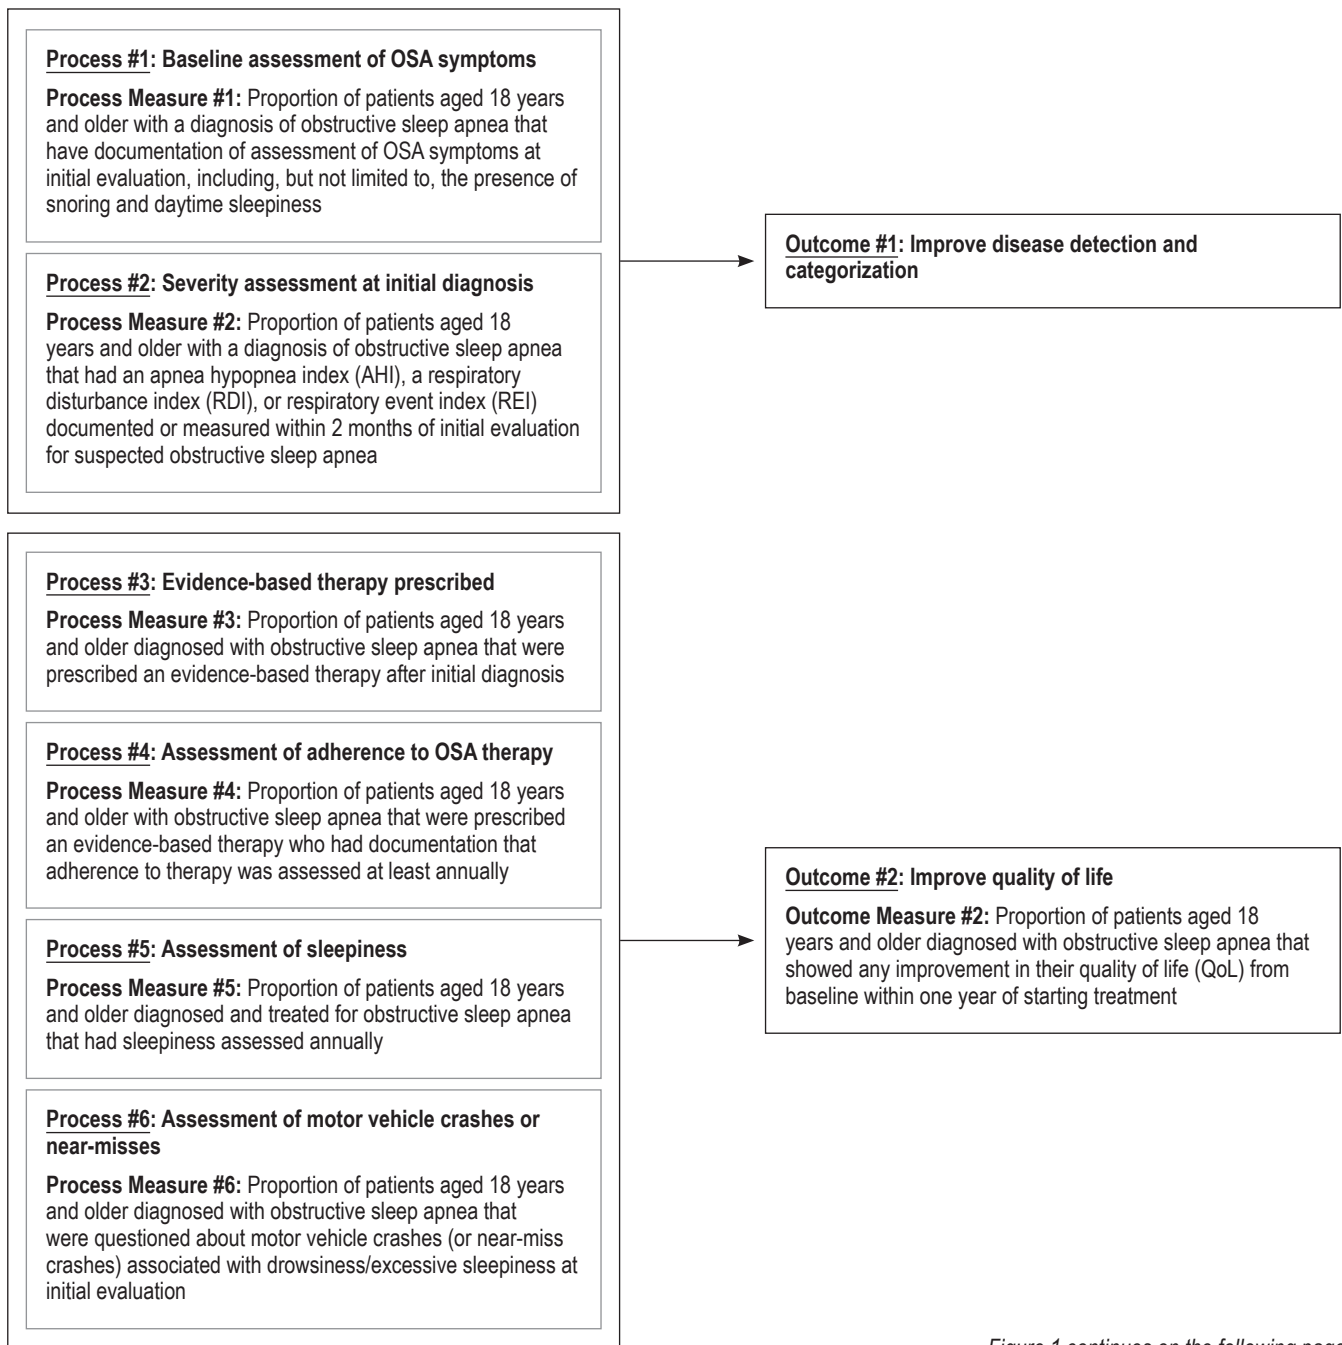 Process #1: Baseline assessment of OSA symptoms
Process Measure #1: Proportion of patients aged 18 years
and older with a diagnosis of obstructive sleep apnea that
have documentation of assessment of OSA symptoms at
initial evaluation, including, but not limited to, the presence of
snoring and daytime sleepiness
Process #2: Severity assessment at initial diagnosis
Process Measure #2: Proportion of patients aged 18
years and older with a diagnosis of obstructive sleep apnea
that had an apnea hypopnea index (AHI), a respiratory
disturbance index (RDI), or respiratory event index (REI)
documented or measured within 2 months of initial evaluation
for suspected obstructive sleep apnea
Outcome #1: Improve disease detection and
categorization
Process #3: Evidence-based therapy prescribed
Process Measure #3: Proportion of patients aged 18 years
and older diagnosed with obstructive sleep apnea that were
prescribed an evidence-based therapy after initial diagnosis
Process #4: Assessment of adherence to OSA therapy
Process Measure #4: Proportion of patients aged 18 years
and older with obstructive sleep apnea that were prescribed
an evidence-based therapy who had documentation that
adherence to therapy was assessed at least annually
Process #5: Assessment of sleepiness
Process Measure #5: Proportion of patients aged 18 years
and older diagnosed and treated for obstructive sleep apnea
that had sleepiness assessed annually
Process #6: Assessment of motor vehicle crashes or
near-misses
Process Measure #6: Proportion of patients aged 18 years
and older diagnosed with obstructive sleep apnea that
were questioned about motor vehicle crashes (or near-miss
crashes) associated with drowsiness/excessive sleepiness at
initial evaluation
Outcome #2: Improve quality of life
Outcome Measure #2: Proportion of patients aged 18
years and older diagnosed with obstructive sleep apnea that
showed any improvement in their quality of life (QoL) from
baseline within one year of starting treatment
Figure 1 continues on the following page